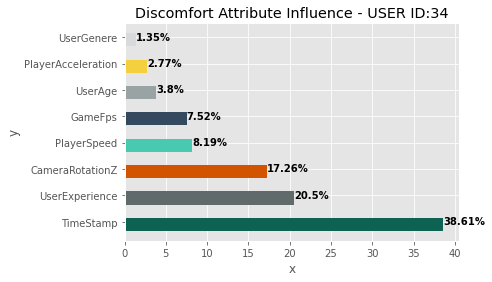 Discomfort Attribute Influence - USER ID:34
UserGenere 1.35%
PlayerAcceleration 2.77%
UserAge 3.8%
GameFps 7.52%
PlayerSpeed 8.19%
CameraRotationZ 17.26%
UserExperience 20.5%
TimeStamp 38.61%
y
0 5 10 15 20 25 30 35 40
x